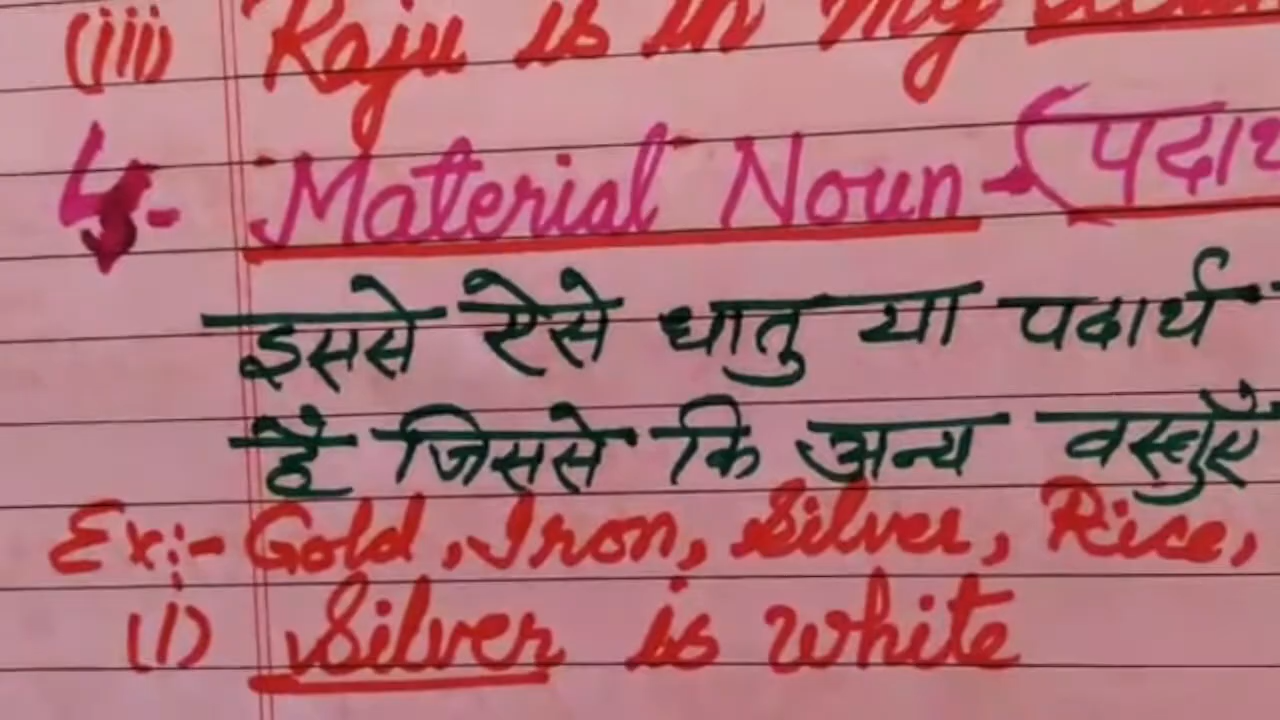 (iii) Raju is in my
4- Material Noun - (पदार्थ
इससे ऐसे धातु या पदार्थ
है जिससे कि अन्य वस्तुएँ
Ex:- Gold, Iron, Silver, Rice,
(1) Silver is white